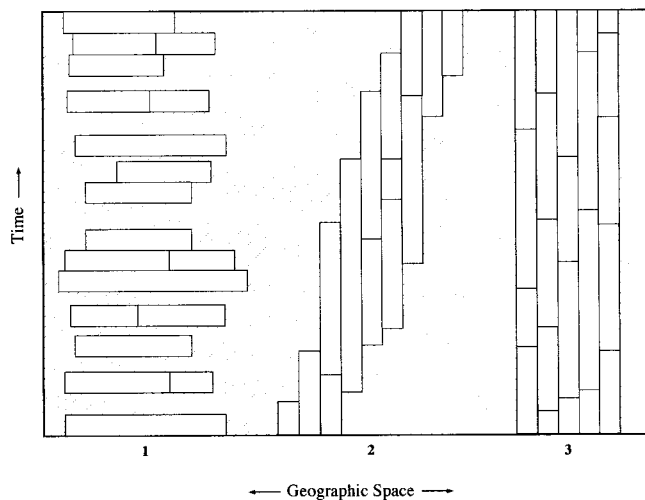 Time →
1 2 3
← Geographic Space →